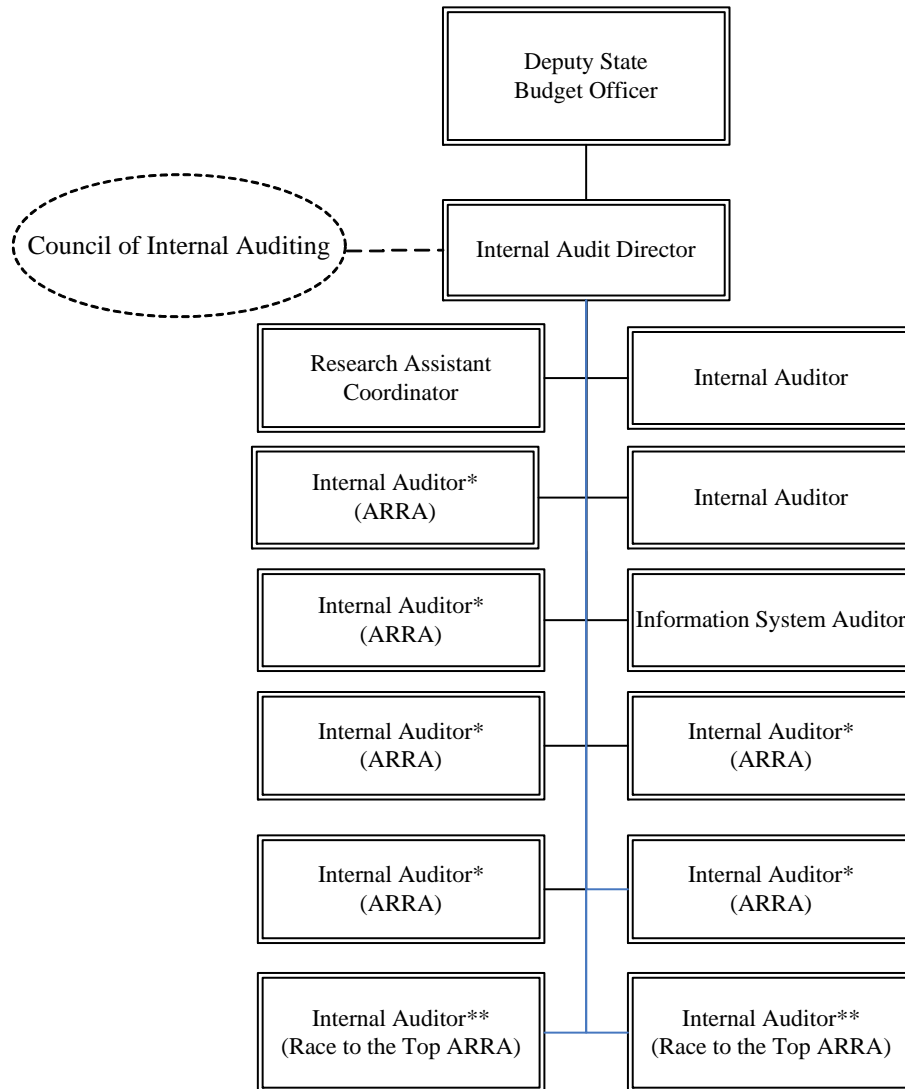 Deputy State
Budget Officer
Council of Internal Auditing
Internal Audit Director
Research Assistant
Coordinator
Internal Auditor
Internal Auditor*
(ARRA)
Internal Auditor
Internal Auditor*
(ARRA)
Information System Auditor
Internal Auditor*
(ARRA)
Internal Auditor*
(ARRA)
Internal Auditor*
(ARRA)
Internal Auditor*
(ARRA)
Internal Auditor**
(Race to the Top ARRA)
Internal Auditor**
(Race to the Top ARRA)